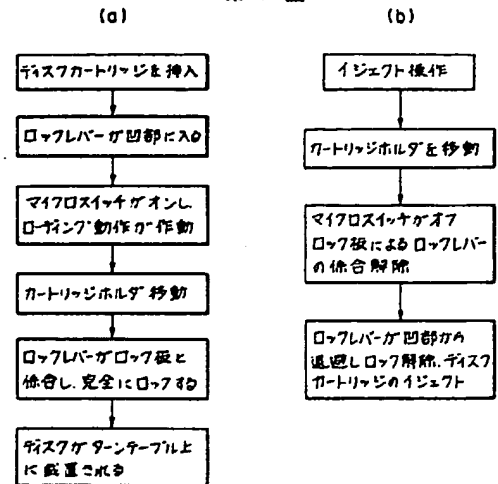 (a)
ディスクカートリッジを挿入
ロックレバーが凹部に入る
マイクロスイッチがオンし、
ローディング動作が作動
カートリッジホルダ移動
ロックレバーがロック板と
係合し、完全にロックする
ディスクがターンテーブル上
に載置される
(b)
イジェクト操作
カートリッジホルダを移動
マイクロスイッチがオフ
ロック板によるロックレバー
の係合解除
ロックレバーが凹部から
退避しロック解除、ディスク
カートリッジのイジェクト